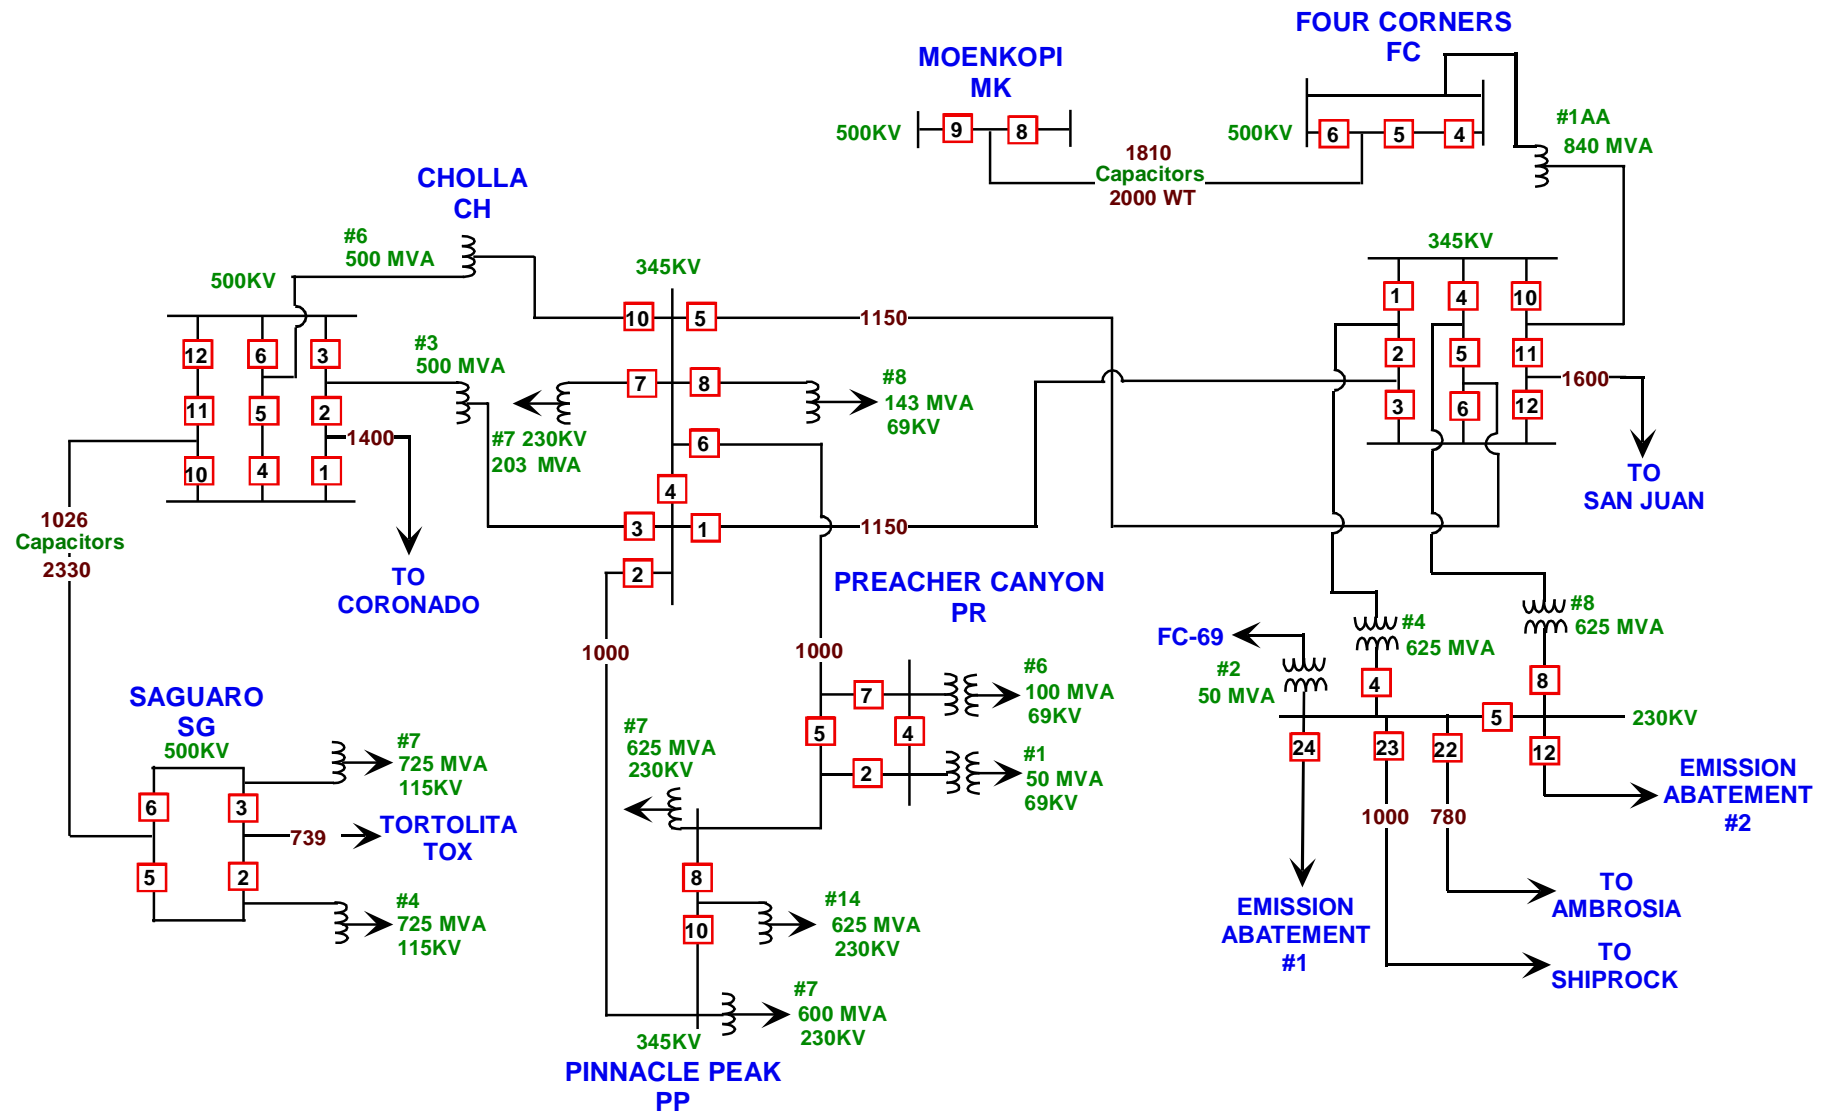 FOUR CORNERS
FC
MOENKOPI
MK
500KV
9
8
500KV
6
5
4
#1AA
840 MVA
1810
Capacitors
2000 WT
CHOLLA
CH
#6
500 MVA
500KV
345KV
345KV
12
6
3
11
5
2
10
4
1
1400
TO
CORONADO
#3
500 MVA
10
5
1150
7
8
#7 230KV
203 MVA
#8
143 MVA
69KV
6
4
3
1
1150
2
1
4
10
2
5
11
3
6
12
1600
TO
SAN JUAN
1026
Capacitors
2330
PREACHER CANYON
PR
1000
1000
7
5
4
2
#6
100 MVA
69KV
#1
50 MVA
69KV
FC-69
#2
50 MVA
#4
625 MVA
#8
625 MVA
4
8
5
230KV
24
23
22
12
1000
780
EMISSION
ABATEMENT
#2
EMISSION
ABATEMENT
#1
TO
AMBROSIA
TO
SHIPROCK
SAGUARO
SG
500KV
6
3
5
2
#7
725 MVA
115KV
739
TORTOLITA
TOX
#4
725 MVA
115KV
#7
625 MVA
230KV
8
10
#14
625 MVA
230KV
#7
600 MVA
230KV
345KV
PINNACLE PEAK
PP